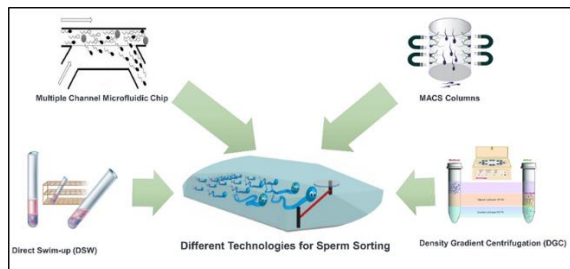 Multiple Channel Microfluidic Chip
MACS Columns
Direct Swim-up (DSW)
Different Technologies for Sperm Sorting
Density Gradient Centrifugation (DGC)